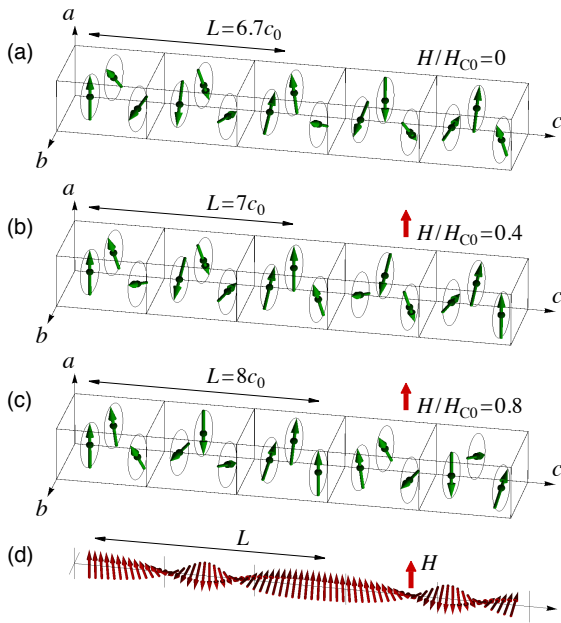 a
(a)
L=6.7c₀
H/H_C0=0
c
b
a
(b)
L=7c₀
H/H_C0=0.4
c
b
a
(c)
L=8c₀
H/H_C0=0.8
c
b
(d)
L
H